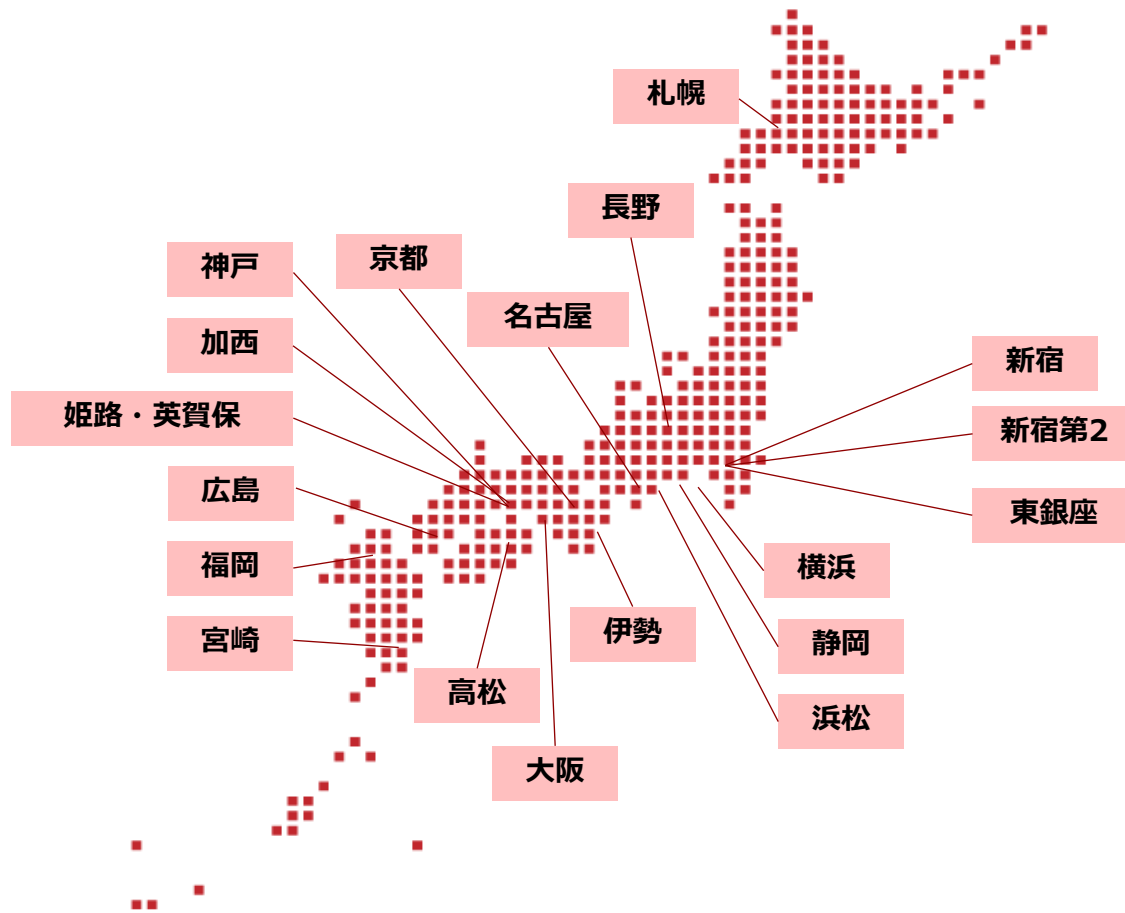 札幌
長野
京都
神戸
名古屋
加西
新宿
姫路・英賀保
新宿第2
広島
東銀座
福岡
横浜
伊勢
宮崎
静岡
高松
浜松
大阪